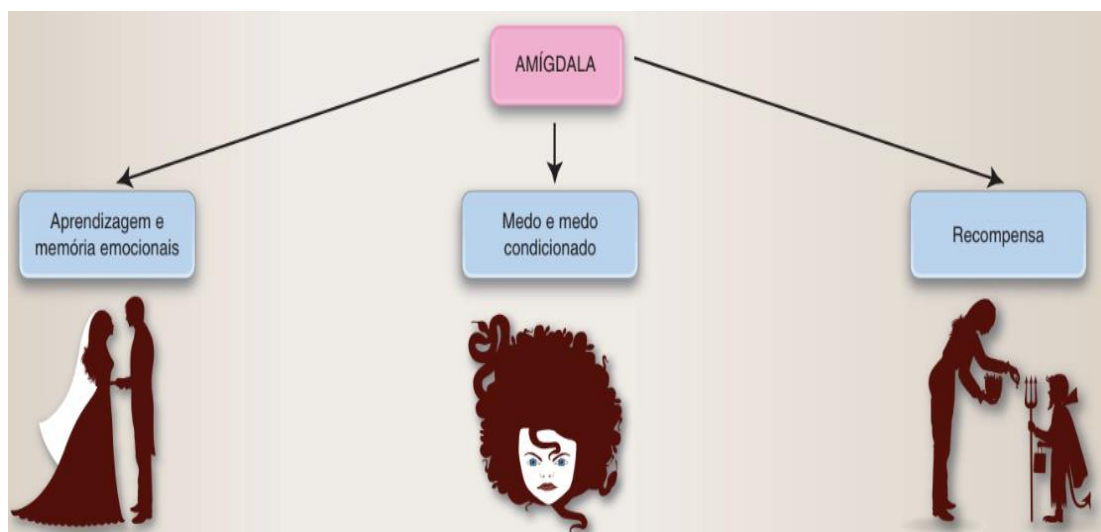 AMÍGDALA
Aprendizagem e
memória emocionais
Medo e medo
condicionado
Recompensa